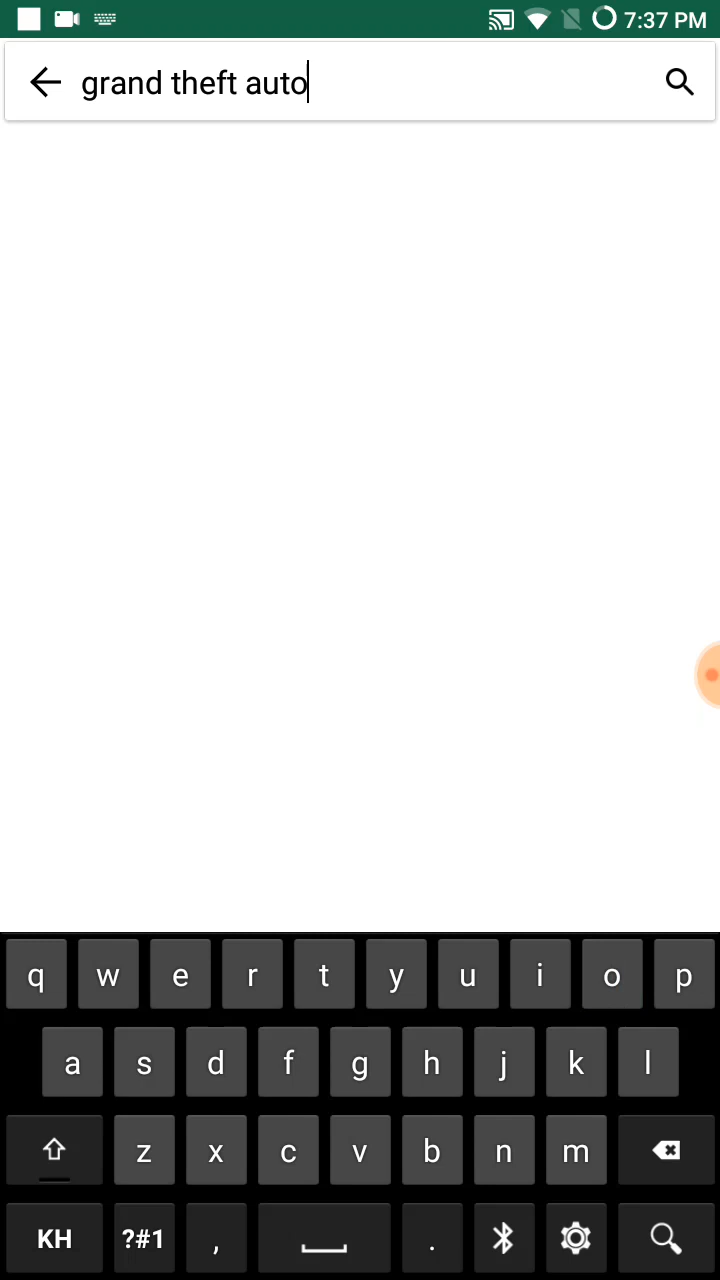 7:37 PM
grand theft auto
q w e r t y u i o p
a s d f g h j k l
z x c v b n m
KH ?#1 , .